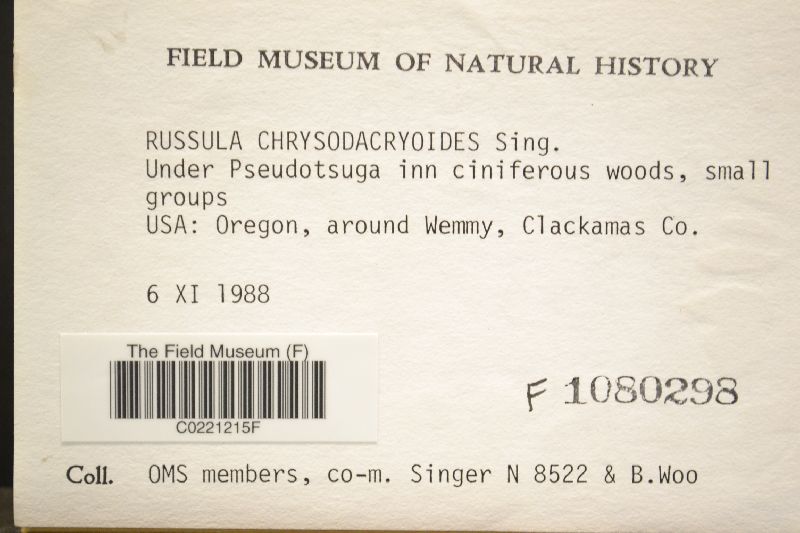 FIELD MUSEUM OF NATURAL HISTORY
RUSSULA CHRYSODACRYOIDES Sing.
Under Pseudotsuga inn ciniferous woods, small
groups
USA: Oregon, around Wemmy, Clackamas Co.
6 XI 1988
The Field Museum (F)
C0221215F
F 1080298
Coll. OMS members, co-m. Singer N 8522 & B.Woo